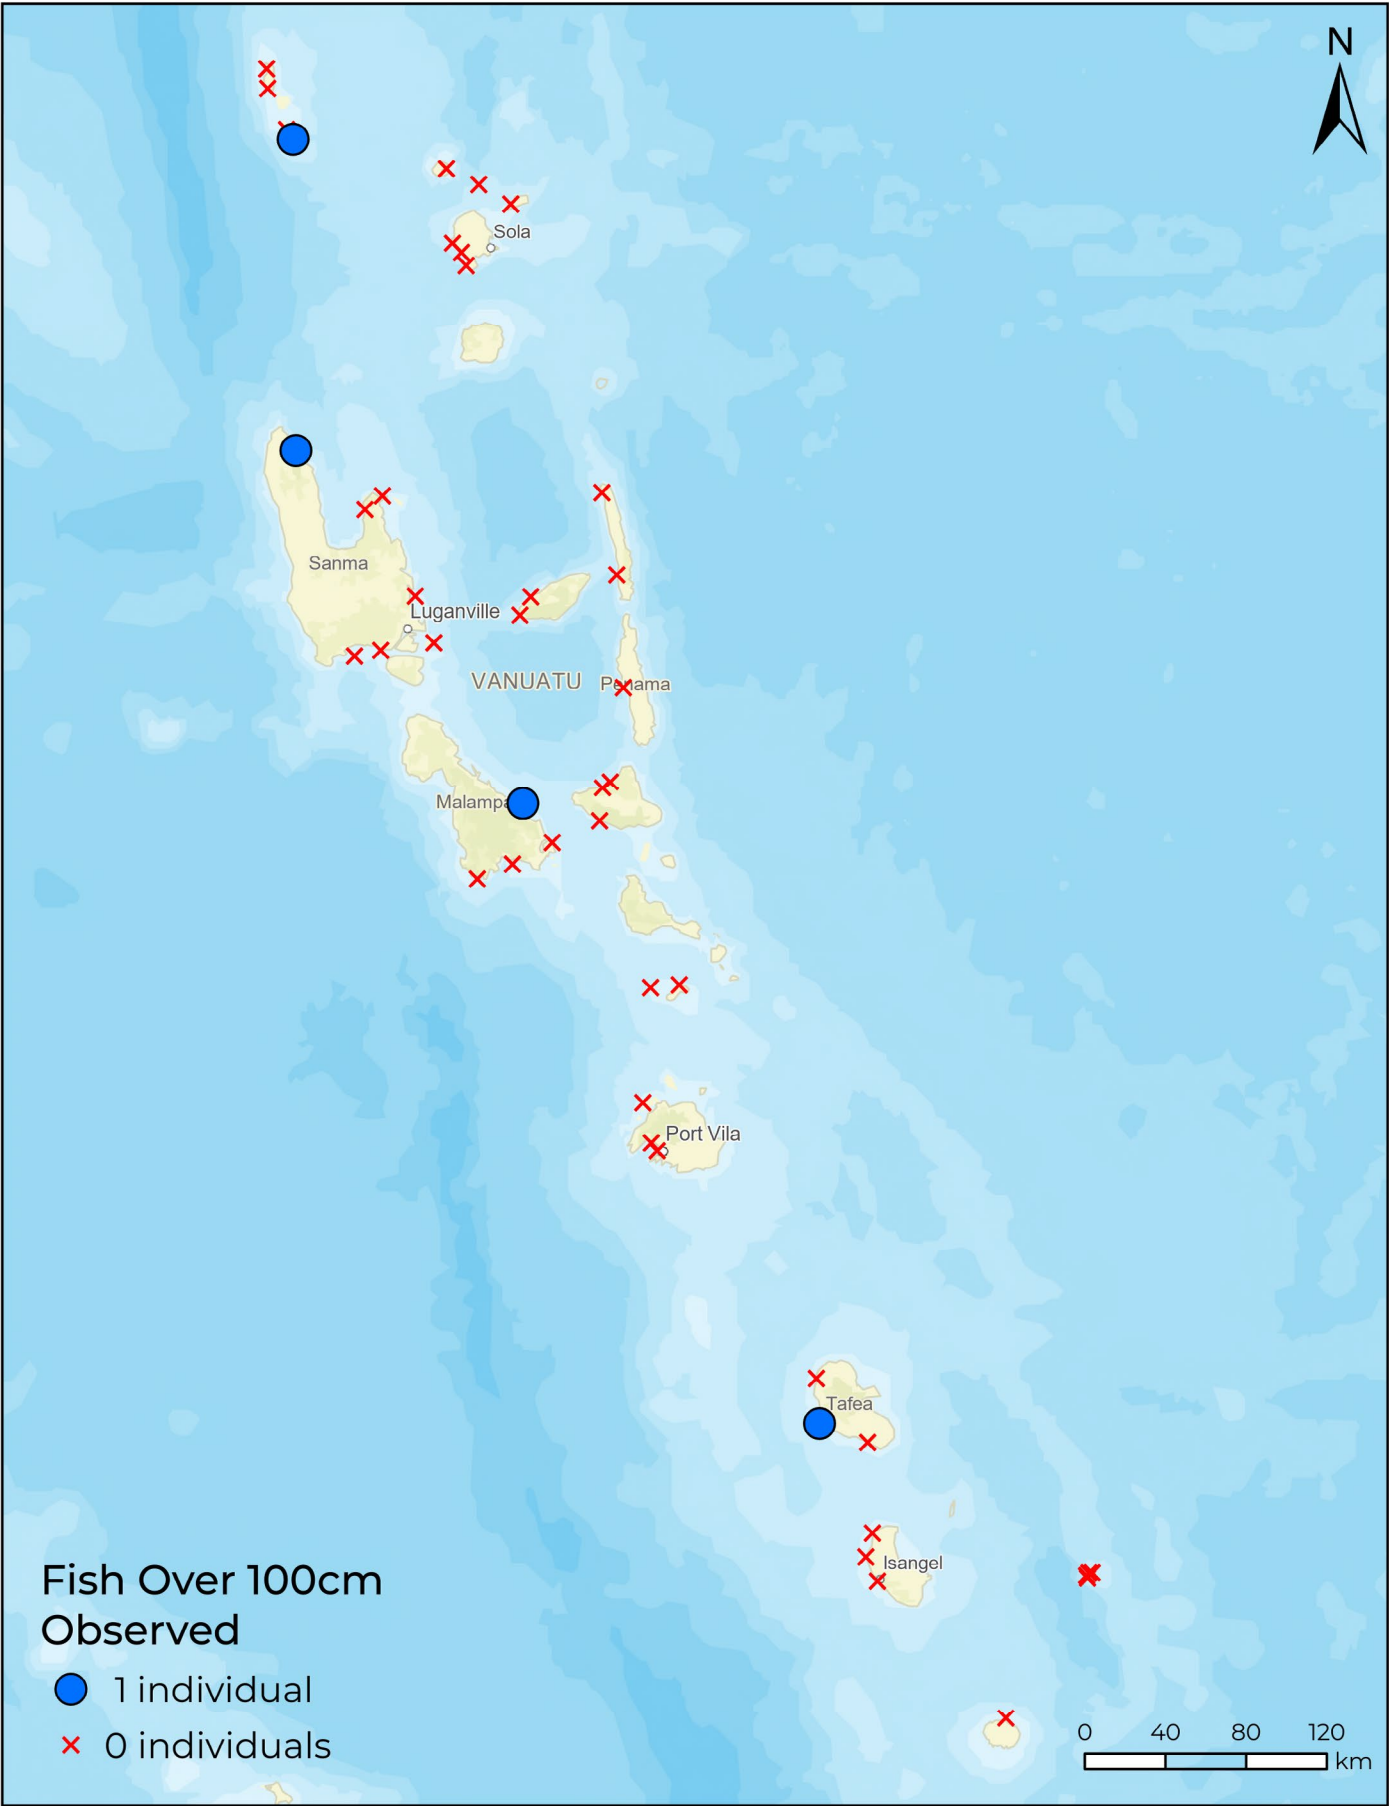 N
Sola
Sanma
Luganville
VANUATU
Penama
Malampa
Port Vila
Tafea
Isangel
Fish Over 100cm
Observed
1 individual
0 individuals
0 40 80 120
km